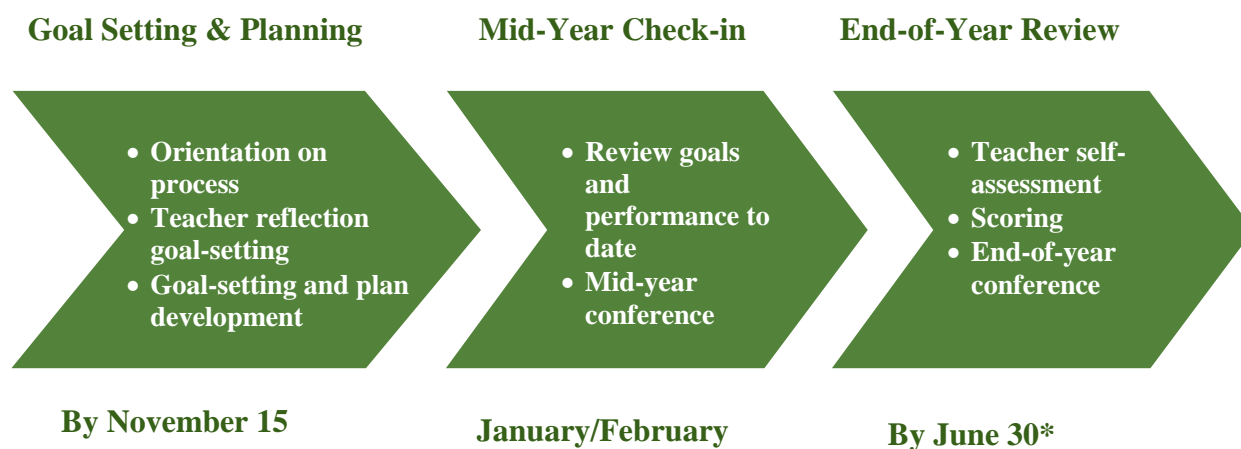 Goal Setting & Planning
Mid-Year Check-in
End-of-Year Review
• Orientation on
process
• Teacher reflection
goal-setting
• Goal-setting and plan
development
• Review goals
and
performance to
date
• Mid-year
conference
• Teacher self-
assessment
• Scoring
• End-of-year
conference
By November 15
January/February
By June 30*